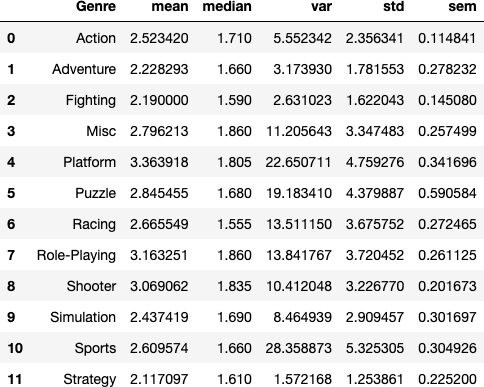 Genre mean median var std sem
0 Action 2.523420 1.710 5.552342 2.356341 0.114841
1 Adventure 2.228293 1.660 3.173930 1.781553 0.278232
2 Fighting 2.190000 1.590 2.631023 1.622043 0.145080
3 Misc 2.796213 1.860 11.205643 3.347483 0.257499
4 Platform 3.363918 1.805 22.650711 4.759276 0.341696
5 Puzzle 2.845455 1.680 19.183410 4.379887 0.590584
6 Racing 2.665549 1.555 13.511150 3.675752 0.272465
7 Role-Playing 3.163251 1.860 13.841767 3.720452 0.261125
8 Shooter 3.069062 1.835 10.412048 3.226770 0.201673
9 Simulation 2.437419 1.690 8.464939 2.909457 0.301697
10 Sports 2.609574 1.660 28.358873 5.325305 0.304926
11 Strategy 2.117097 1.610 1.572168 1.253861 0.225200